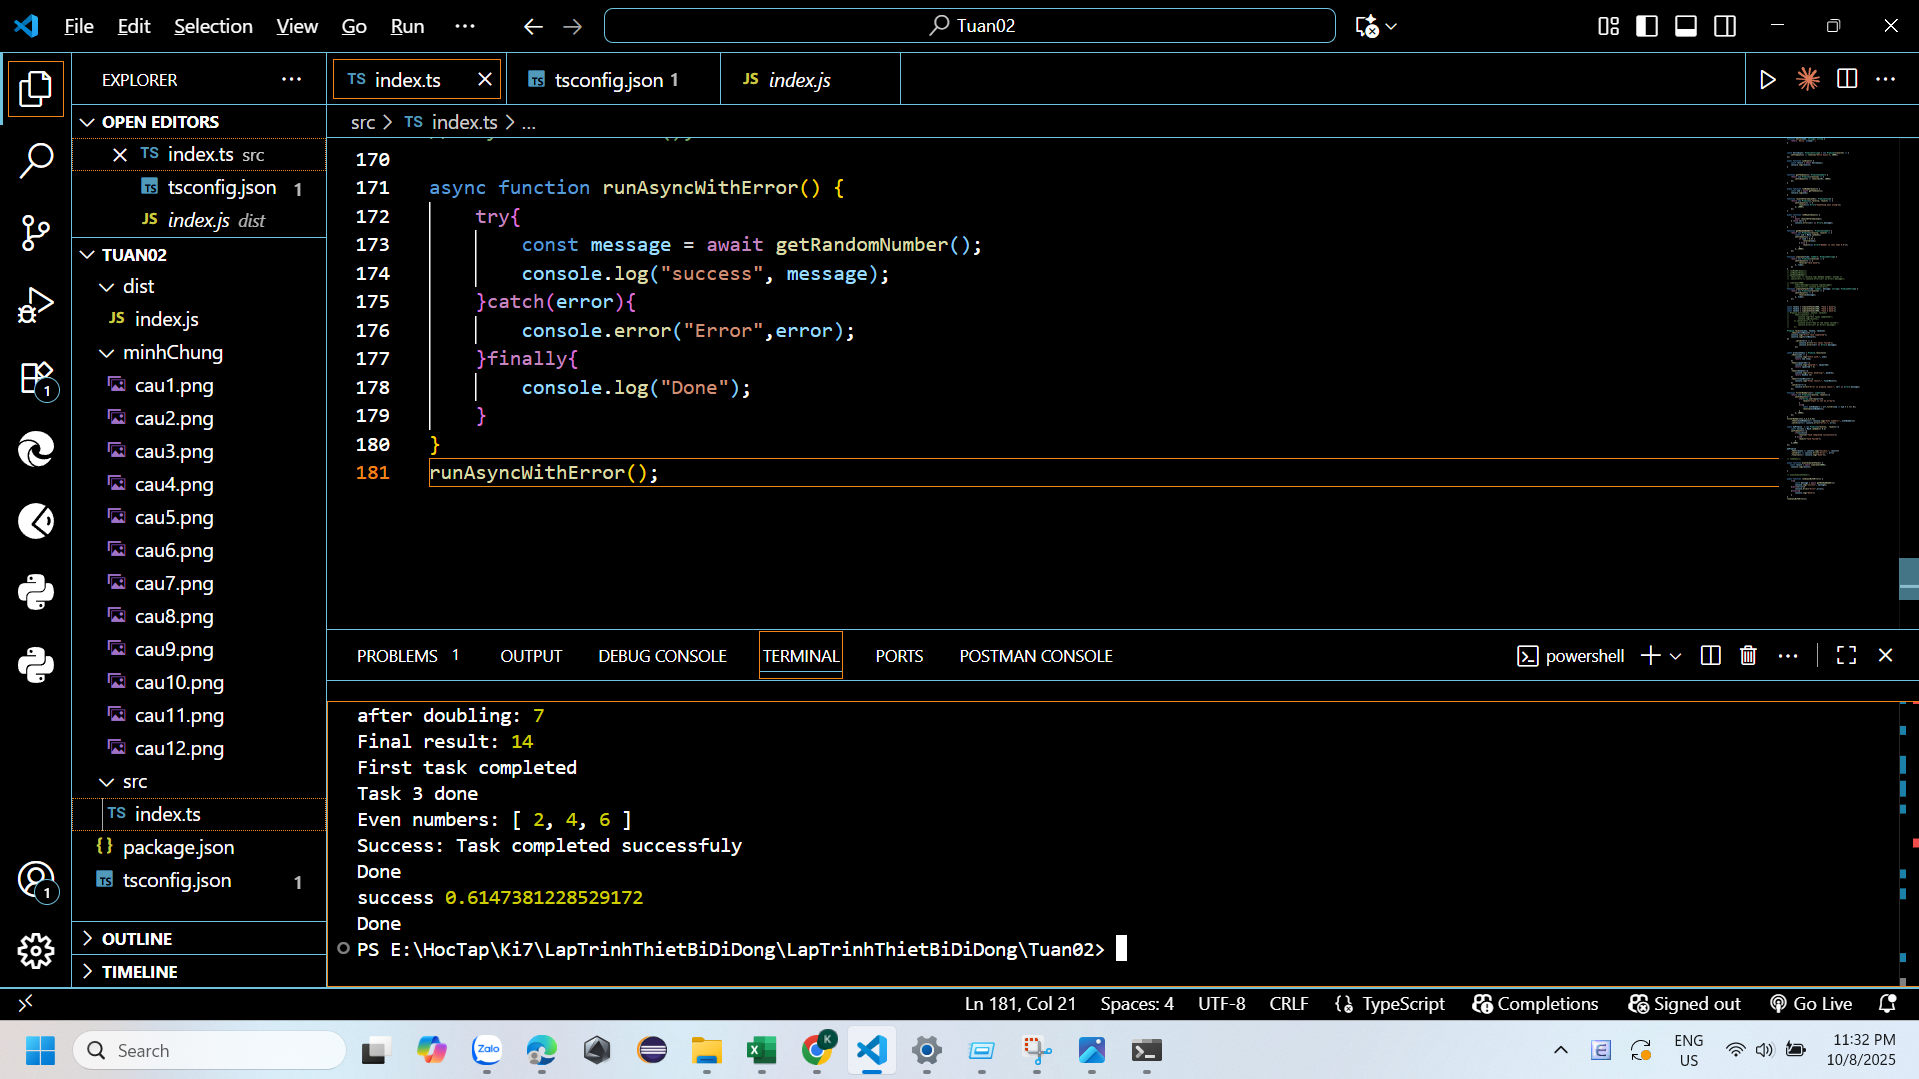 File Edit Selection View Go Run ··· Tuan02
EXPLORER ···
OPEN EDITORS
TS index.ts src
tsconfig.json 1
JS index.js dist
TUAN02
dist
JS index.js
minhChung
cau1.png
cau2.png
cau3.png
cau4.png
cau5.png
cau6.png
cau7.png
cau8.png
cau9.png
cau10.png
cau11.png
cau12.png
src
TS index.ts
{} package.json
tsconfig.json 1
OUTLINE
TIMELINE
TS index.ts
tsconfig.json 1
JS index.js
src > TS index.ts > ...
170
171 async function runAsyncWithError() {
172 try{
173 const message = await getRandomNumber();
174 console.log("success", message);
175 }catch(error){
176 console.error("Error",error);
177 }finally{
178 console.log("Done");
179 }
180 }
181 runAsyncWithError();
PROBLEMS 1 OUTPUT DEBUG CONSOLE TERMINAL PORTS POSTMAN CONSOLE powershell
after doubling: 7
Final result: 14
First task completed
Task 3 done
Even numbers: [ 2, 4, 6 ]
Success: Task completed successfuly
Done
success 0.6147381228529172
Done
PS E:\HocTap\Ki7\LapTrinhThietBiDiDong\LapTrinhThietBiDiDong\Tuan02>
Ln 181, Col 21 Spaces: 4 UTF-8 CRLF TypeScript Completions Signed out Go Live
Search
Zalo
K
ENG
US
11:32 PM
10/8/2025